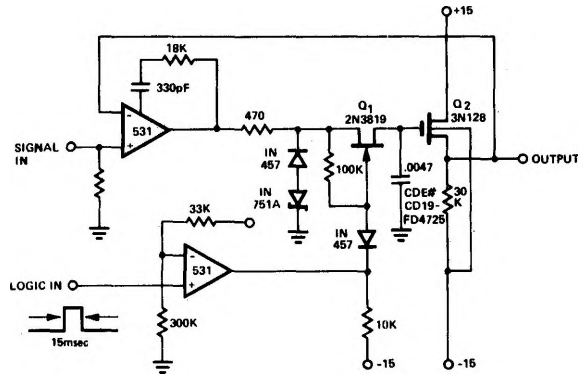 +15
18K
330pF
531
-
+
SIGNAL
IN
470
Q1
2N3819
Q2
3N128
OUTPUT
IN
457
100K
.0047
CDE#
CD19-
FD4725
30
K
IN
751A
33K
IN
457
531
-
+
LOGIC IN
15msec
300K
10K
-15
-15